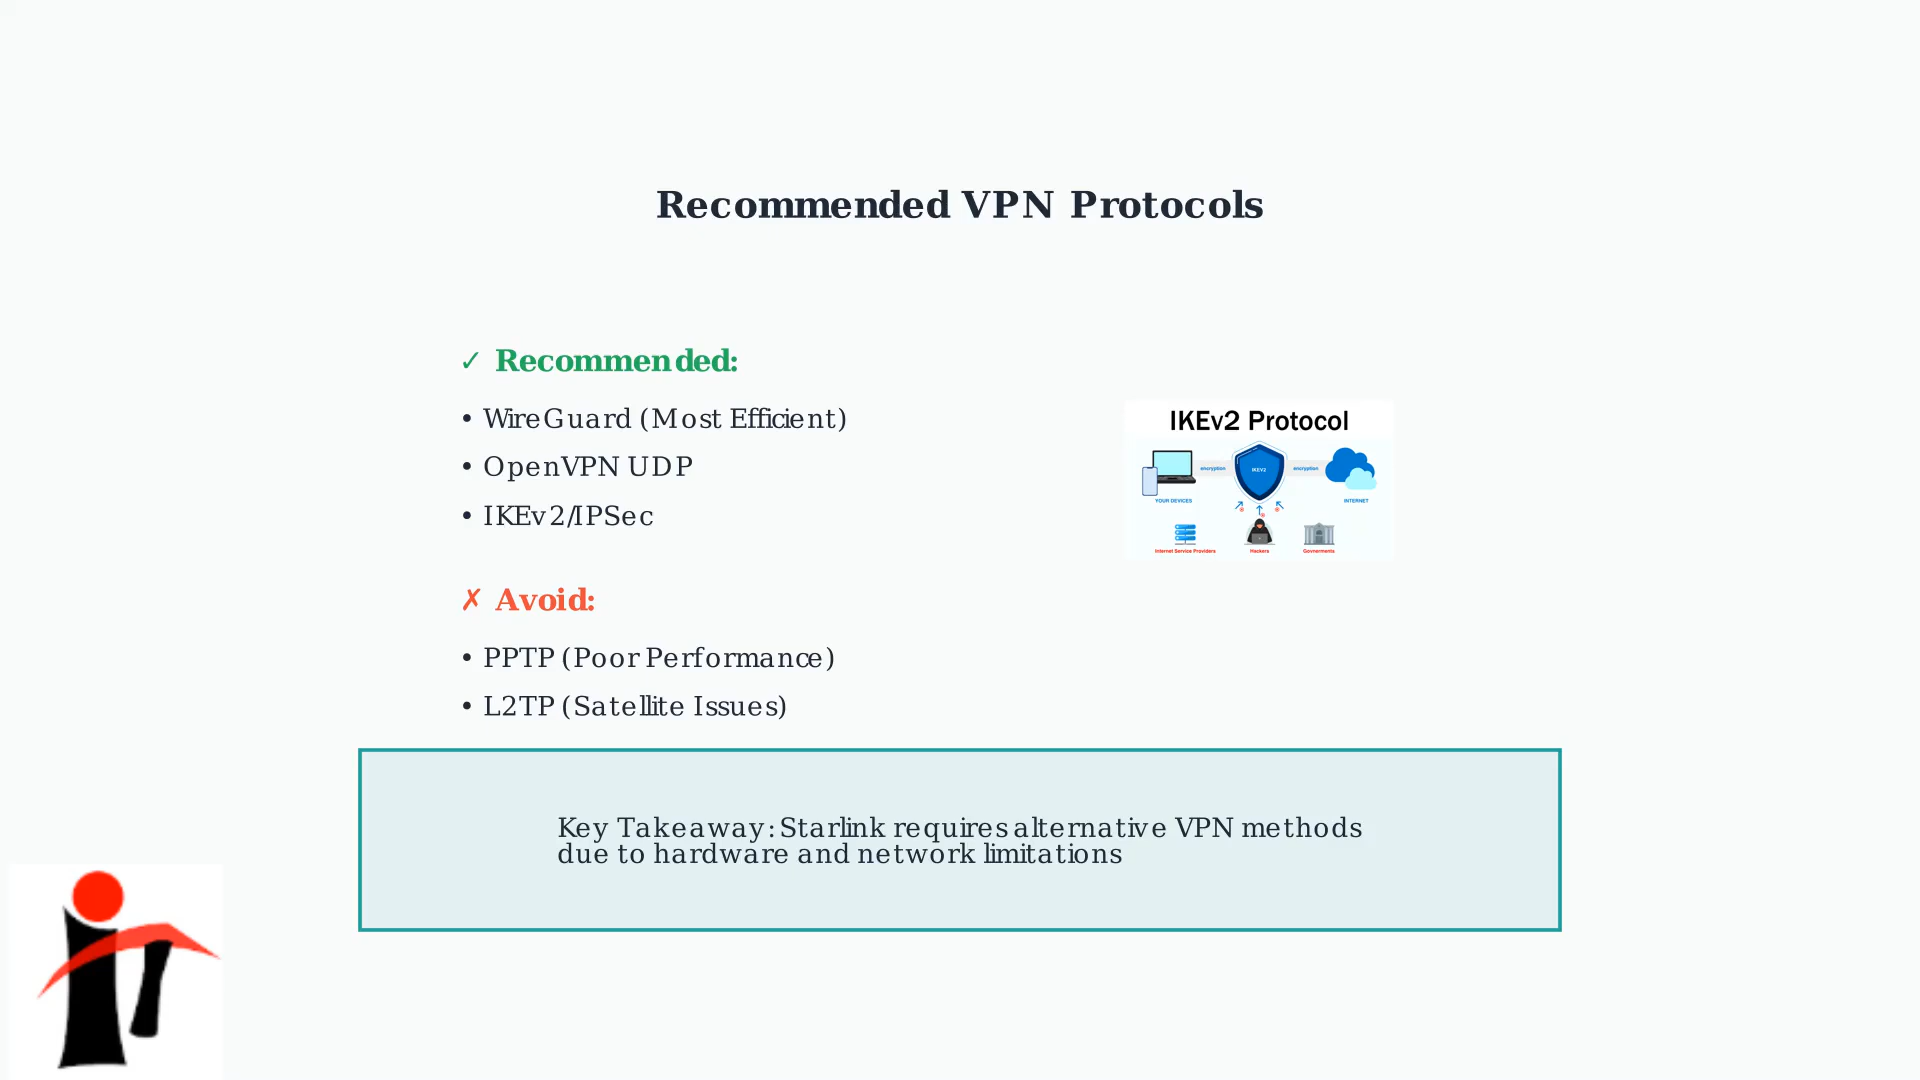 Recommended VPN Protocols
✓ Recommended:
• WireGuard (Most Efficient)
• OpenVPN UDP
• IKEv2/IPSec
✗ Avoid:
• PPTP (Poor Performance)
• L2TP (Satellite Issues)
IKEv2 Protocol
encryption
IKEV2
encryption
YOUR DEVICES
INTERNET
Internet Service Providers
Hackers
Govnerments
Key Takeaway: Starlink requires alternative VPN methods
due to hardware and network limitations